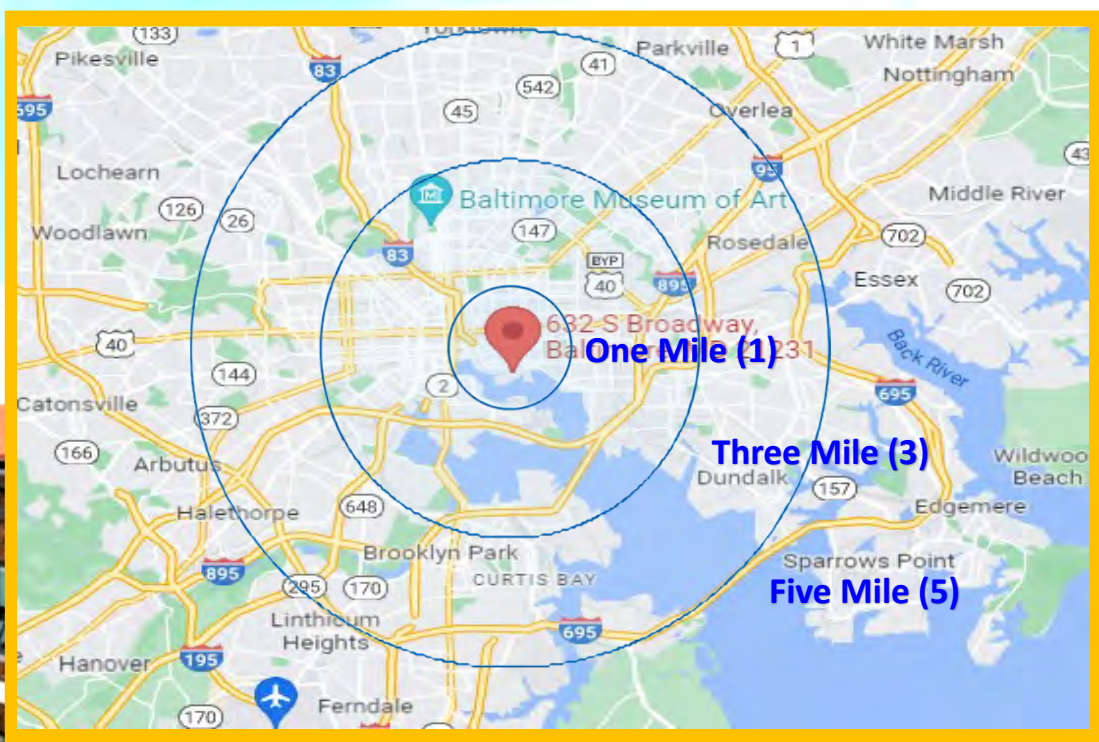 133
Yorktown
Parkville
1
White Marsh
Pikesville
83
41
Nottingham
542
695
45
Overlea
95
43
Lochearn
Middle River
126
Baltimore Museum of Art
26
147
Woodlawn
702
83
Rosedale
BYP
40
895
Essex
702
632 S Broadway,
One Mile (1)
231
40
Back River
144
2
695
Catonsville
372
Three Mile (3)
166
Arbutus
Dundalk
157
Wildwoo
Beach
Halethorpe
648
Edgemere
Brooklyn Park
Sparrows Point
895
CURTIS BAY
295
170
Five Mile (5)
Linthicum
Heights
695
Hanover
195
Ferndale
170